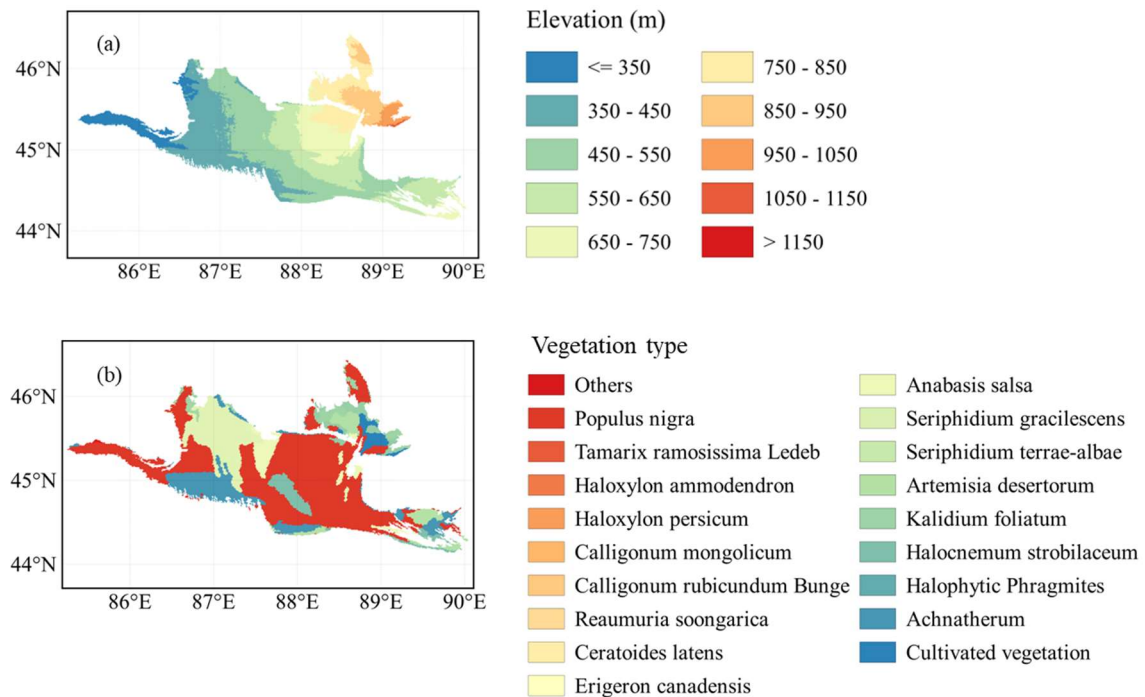 (a)
46°N
45°N
44°N
86°E 87°E 88°E 89°E 90°E
Elevation (m)
<= 350
350 - 450
450 - 550
550 - 650
650 - 750
750 - 850
850 - 950
950 - 1050
1050 - 1150
> 1150
(b)
46°N
45°N
44°N
86°E 87°E 88°E 89°E 90°E
Vegetation type
Others
Populus nigra
Tamarix ramosissima Ledeb
Haloxylon ammodendron
Haloxylon persicum
Calligonum mongolicum
Calligonum rubicundum Bunge
Reaumuria soongarica
Ceratoides latens
Erigeron canadensis
Anabasis salsa
Seriphidium gracilescens
Seriphidium terrae-albae
Artemisia desertorum
Kalidium foliatum
Halocnemum strobilaceum
Halophytic Phragmites
Achnatherum
Cultivated vegetation